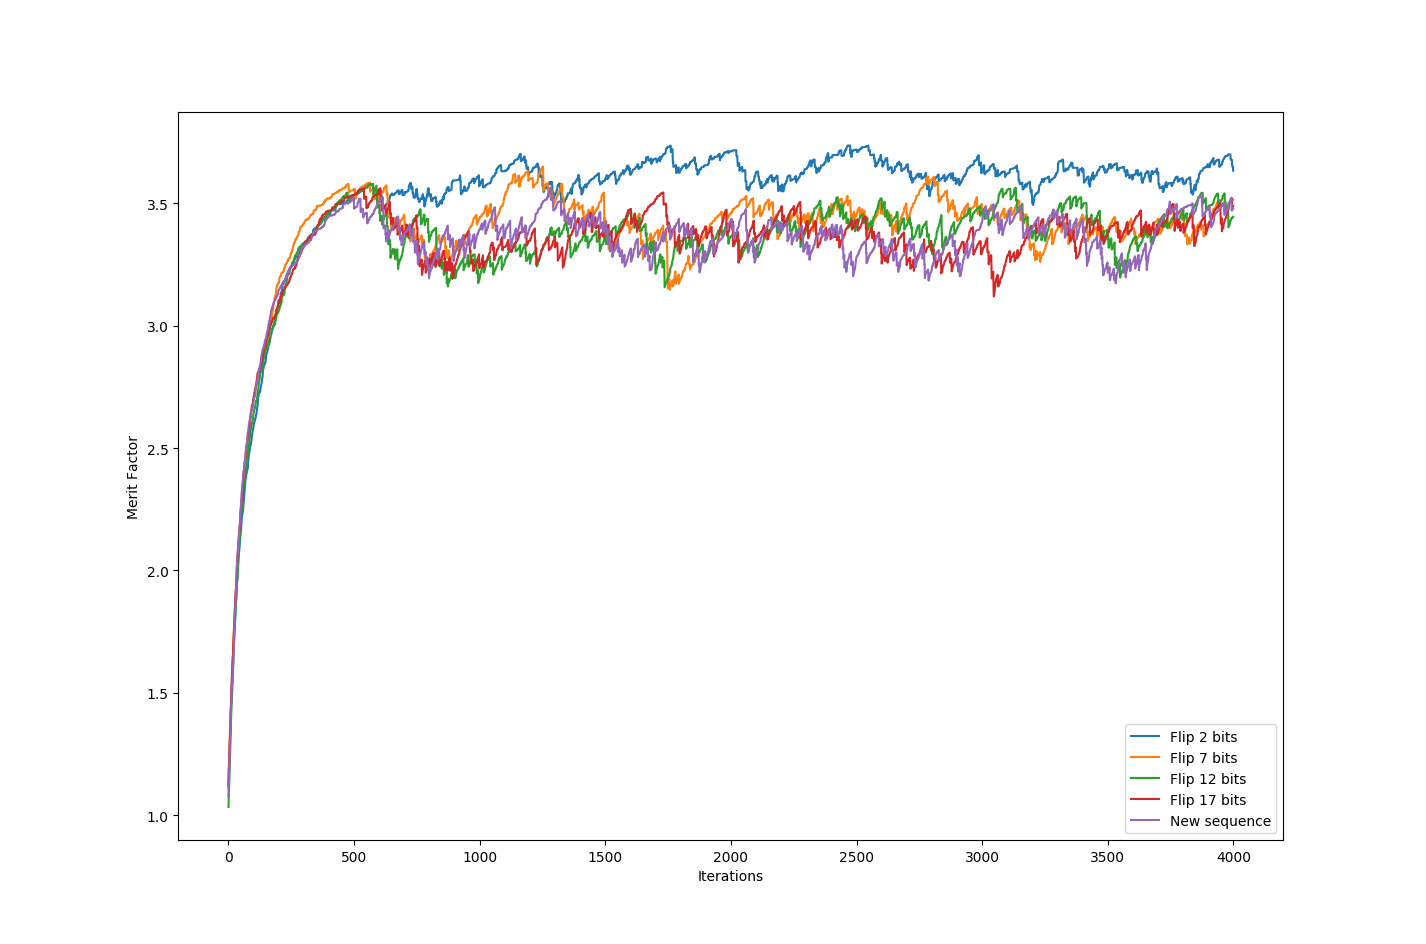 3.5
3.0
2.5
2.0
1.5
1.0
Merit Factor
0 500 1000 1500 2000 2500 3000 3500 4000
Iterations
Flip 2 bits
Flip 7 bits
Flip 12 bits
Flip 17 bits
New sequence